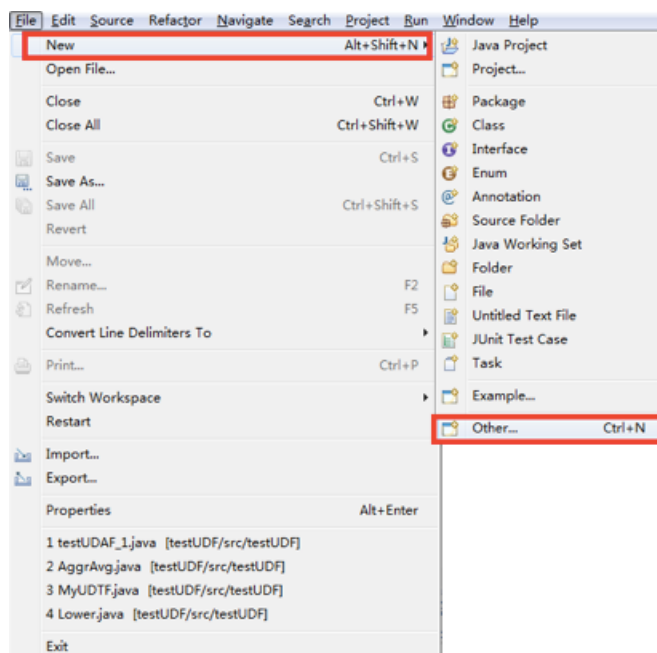 File Edit Source Refactor Navigate Search Project Run Window Help
New Alt+Shift+N
Open File...
Close Ctrl+W
Close All Ctrl+Shift+W
Save Ctrl+S
Save As...
Save All Ctrl+Shift+S
Revert
Move...
Rename... F2
Refresh F5
Convert Line Delimiters To
Print... Ctrl+P
Switch Workspace
Restart
Import...
Export...
Properties Alt+Enter
1 testUDAF_1.java [testUDF/src/testUDF]
2 AggrAvg.java [testUDF/src/testUDF]
3 MyUDTF.java [testUDF/src/testUDF]
4 Lower.java [testUDF/src/testUDF]
Exit
Java Project
Project...
Package
Class
Interface
Enum
Annotation
Source Folder
Java Working Set
Folder
File
Untitled Text File
JUnit Test Case
Task
Example...
Other... Ctrl+N